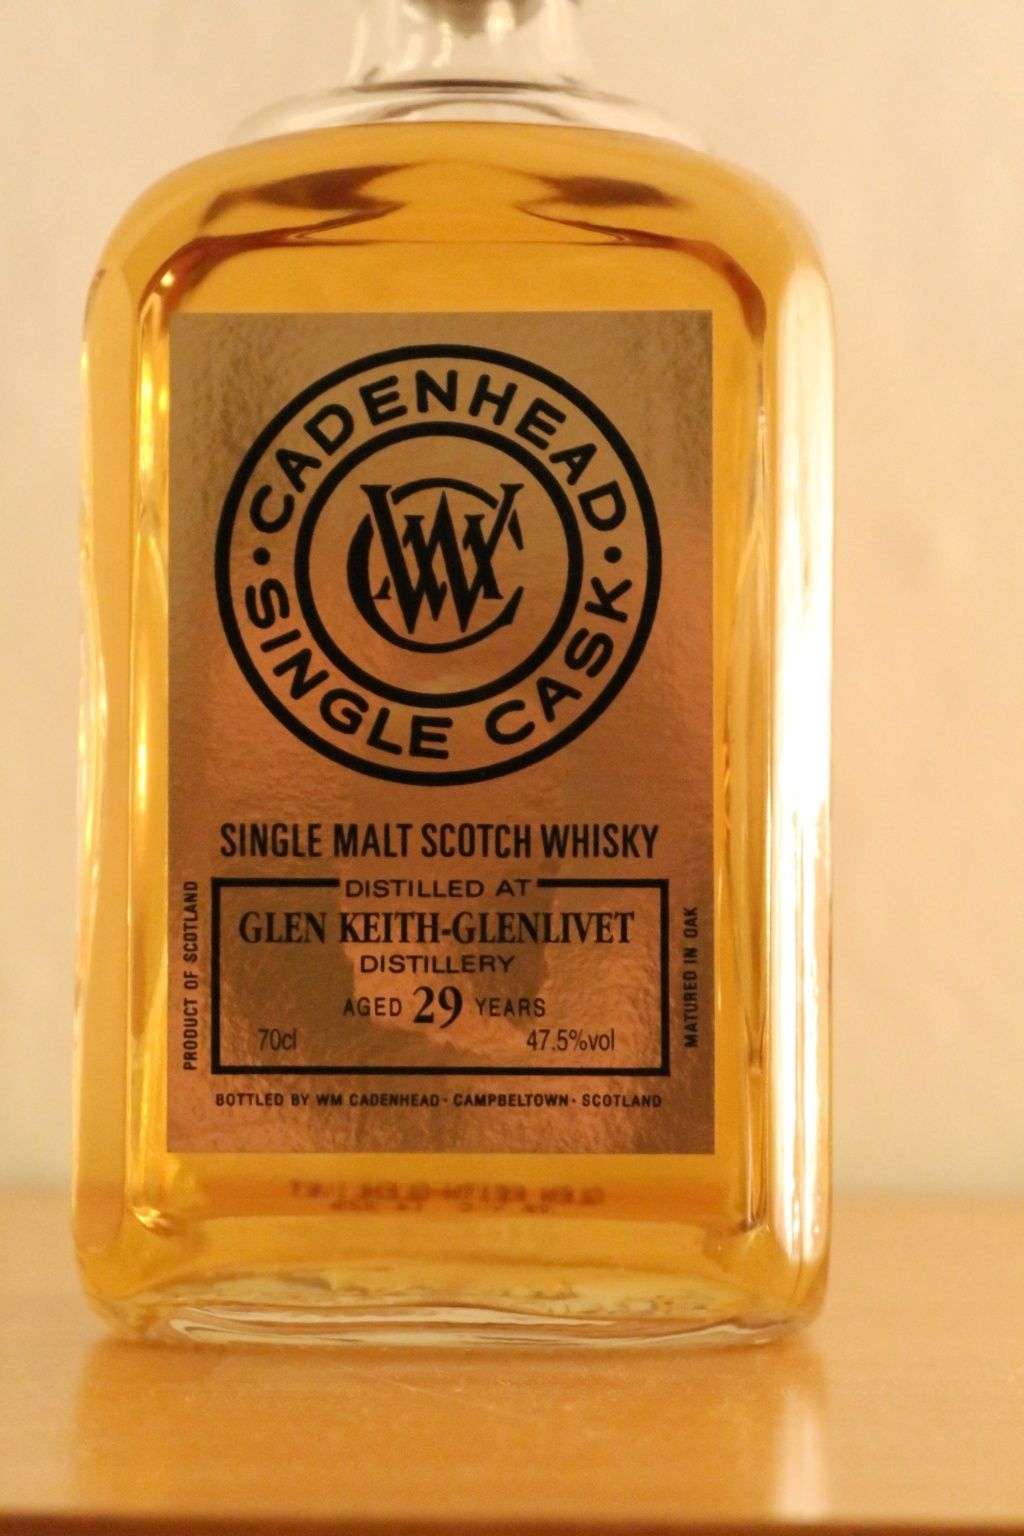 CADENHEAD
WC
SINGLE CASK
SINGLE MALT SCOTCH WHISKY
DISTILLED AT
GLEN KEITH-GLENLIVET
DISTILLERY
AGED 29 YEARS
70cl 47.5%vol
PRODUCT OF SCOTLAND
MATURED IN OAK
BOTTLED BY WM CADENHEAD · CAMPBELTOWN · SCOTLAND